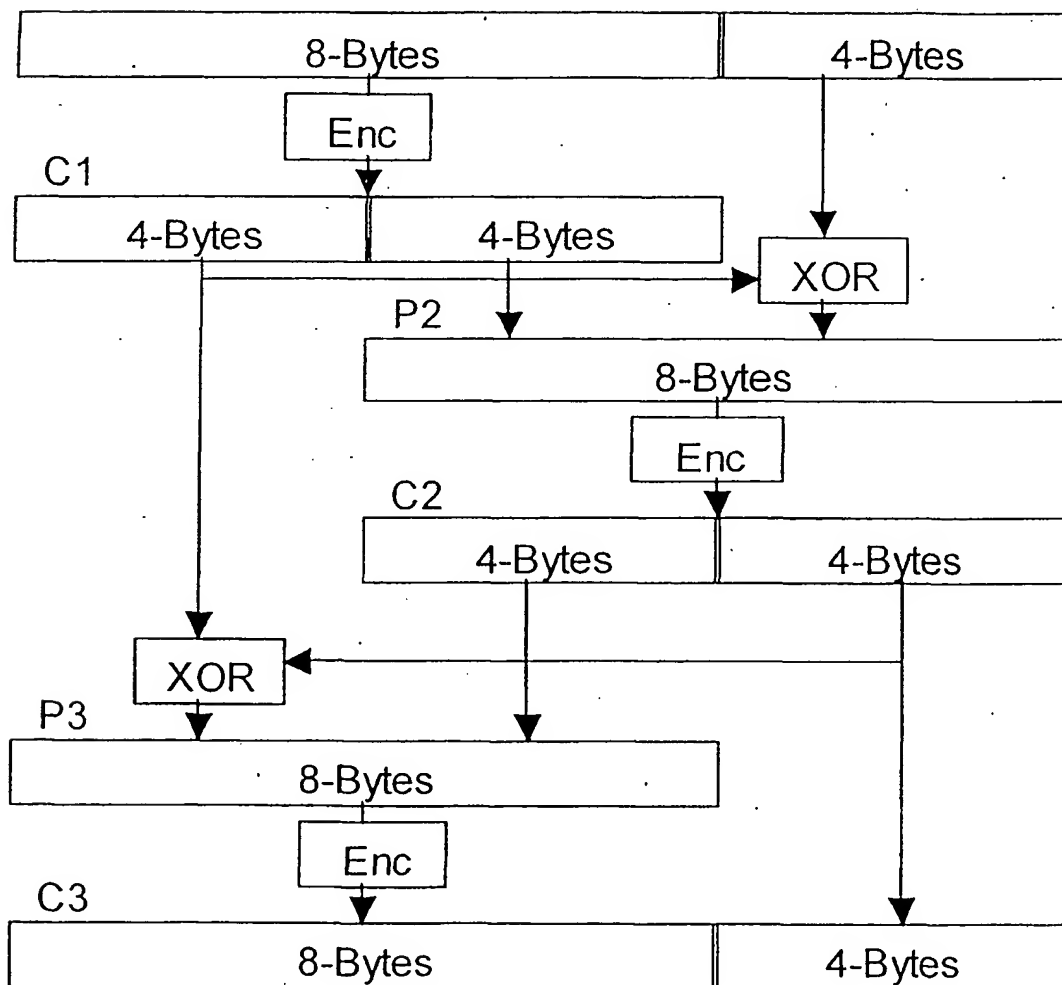 8-Bytes 4-Bytes
Enc
C1
4-Bytes 4-Bytes
XOR
P2
8-Bytes
Enc
C2
4-Bytes 4-Bytes
XOR
P3
8-Bytes
Enc
C3
8-Bytes 4-Bytes